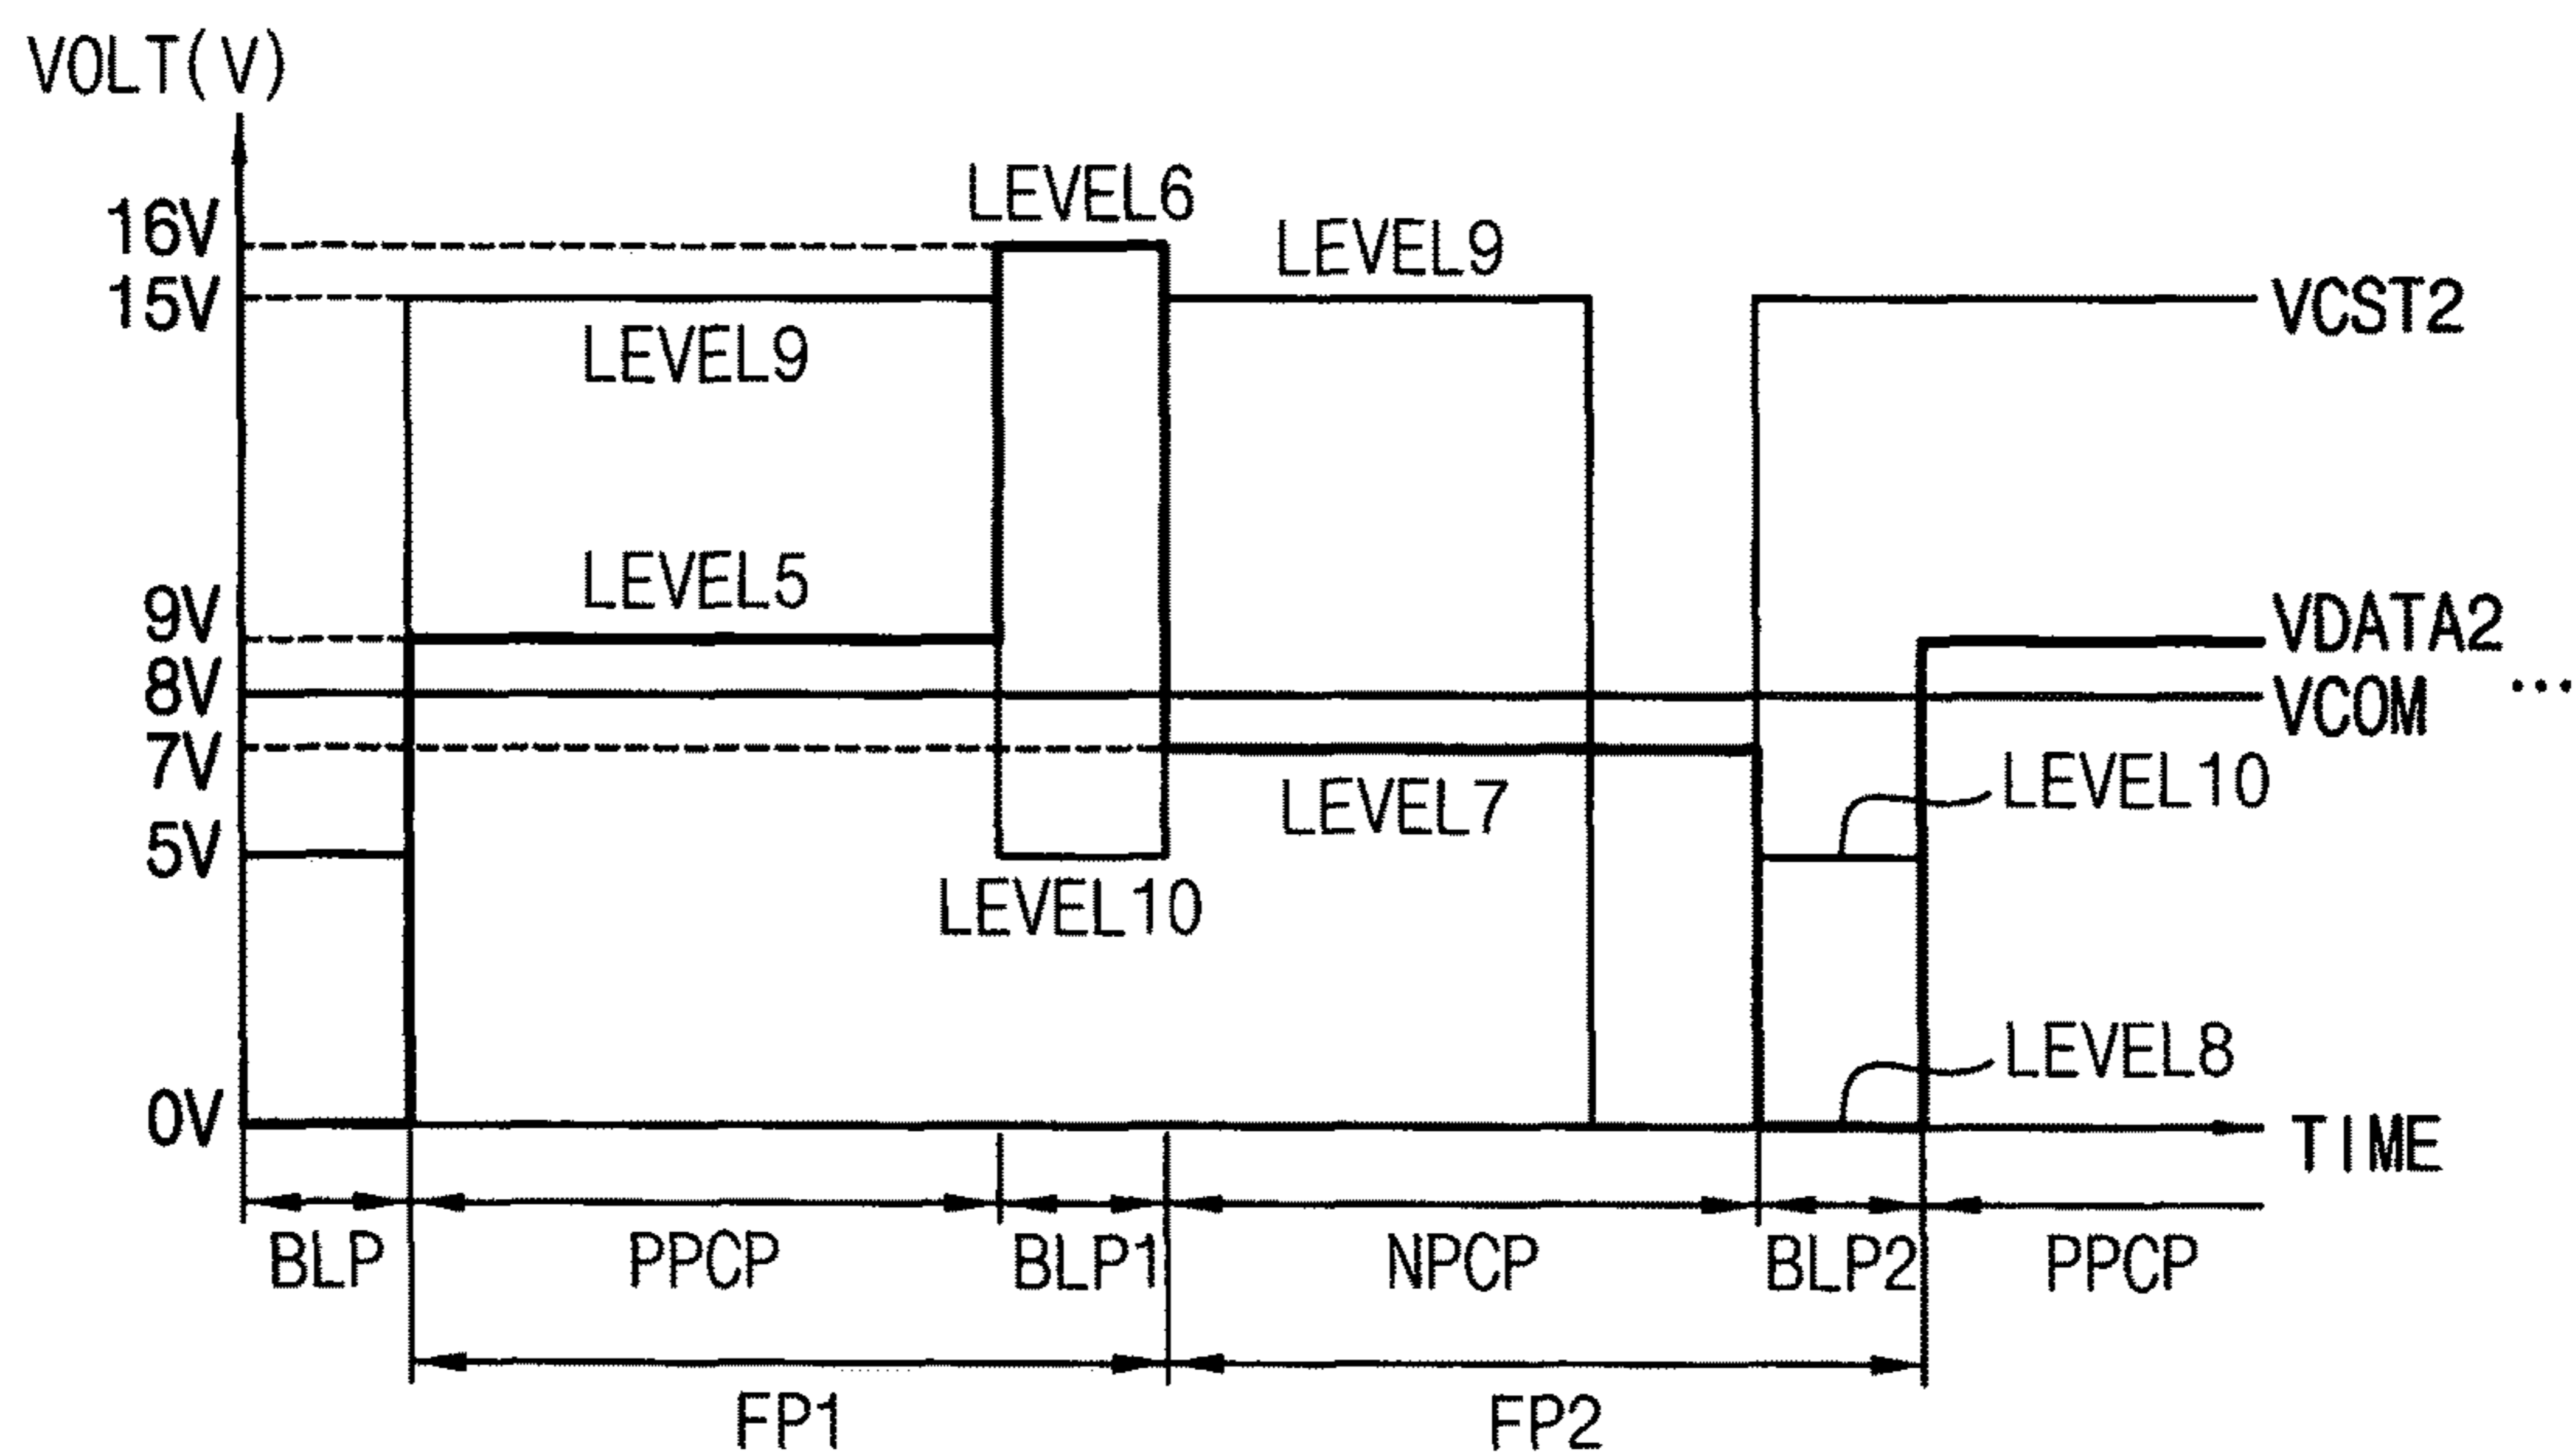 VOLT(V)
LEVEL6
16V
LEVEL9
15V
VCST2
LEVEL9
LEVEL5
9V
VDATA2
8V
VCOM ...
7V
LEVEL7
LEVEL10
5V
LEVEL10
LEVEL8
0V
TIME
BLP PPCP BLP1 NPCP BLP2 PPCP
FP1 FP2